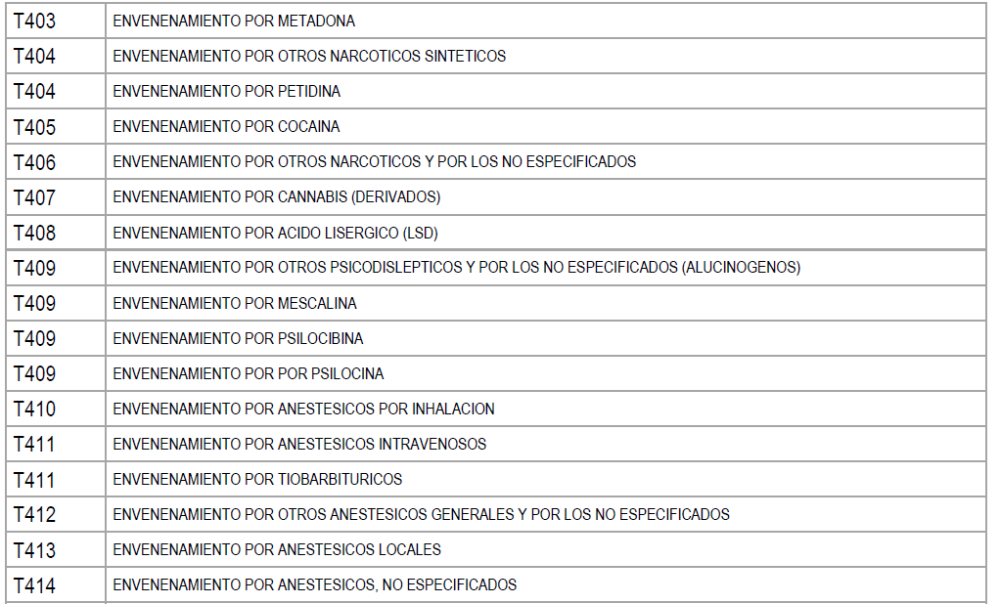 T403 ENVENENAMIENTO POR METADONA
T404 ENVENENAMIENTO POR OTROS NARCOTICOS SINTETICOS
T404 ENVENENAMIENTO POR PETIDINA
T405 ENVENENAMIENTO POR COCAINA
T406 ENVENENAMIENTO POR OTROS NARCOTICOS Y POR LOS NO ESPECIFICADOS
T407 ENVENENAMIENTO POR CANNABIS (DERIVADOS)
T408 ENVENENAMIENTO POR ACIDO LISERGICO (LSD)
T409 ENVENENAMIENTO POR OTROS PSICODISLEPTICOS Y POR LOS NO ESPECIFICADOS (ALUCINOGENOS)
T409 ENVENENAMIENTO POR MESCALINA
T409 ENVENENAMIENTO POR PSILOCIBINA
T409 ENVENENAMIENTO POR POR PSILOCINA
T410 ENVENENAMIENTO POR ANESTESICOS POR INHALACION
T411 ENVENENAMIENTO POR ANESTESICOS INTRAVENOSOS
T411 ENVENENAMIENTO POR TIOBARBITURICOS
T412 ENVENENAMIENTO POR OTROS ANESTESICOS GENERALES Y POR LOS NO ESPECIFICADOS
T413 ENVENENAMIENTO POR ANESTESICOS LOCALES
T414 ENVENENAMIENTO POR ANESTESICOS, NO ESPECIFICADOS